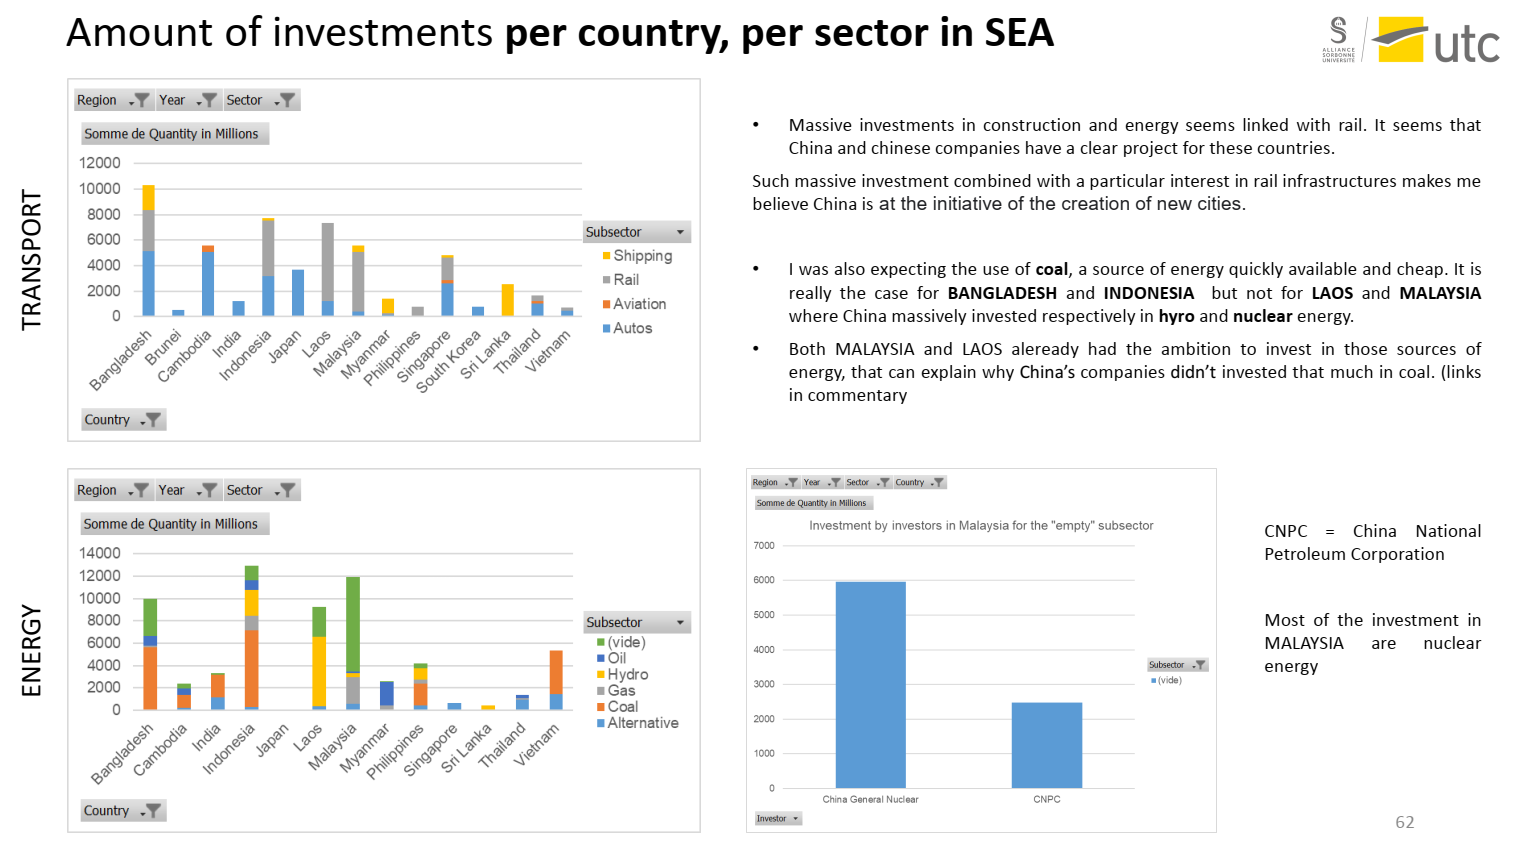 Amount of investments per country, per sector in SEA
ALLIANCE
SORBONNE
UNIVERSITÉ
utc
TRANSPORT
Region Year Sector
Somme de Quantity in Millions
12000
10000
8000
6000
4000
2000
0
Bangladesh
Brunei
Cambodia
India
Indonesia
Japan
Laos
Malaysia
Myanmar
Philippines
Singapore
South Korea
Sri Lanka
Thailand
Vietnam
Subsector
Shipping
Rail
Aviation
Autos
Country
• Massive investments in construction and energy seems linked with rail. It seems that
China and chinese companies have a clear project for these countries.
Such massive investment combined with a particular interest in rail infrastructures makes me
believe China is at the initiative of the creation of new cities.
• I was also expecting the use of coal, a source of energy quickly available and cheap. It is
really the case for BANGLADESH and INDONESIA but not for LAOS and MALAYSIA
where China massively invested respectively in hyro and nuclear energy.
• Both MALAYSIA and LAOS aleready had the ambition to invest in those sources of
energy, that can explain why China’s companies didn’t invested that much in coal. (links
in commentary
ENERGY
Region Year Sector
Somme de Quantity in Millions
14000
12000
10000
8000
6000
4000
2000
0
Bangladesh
Cambodia
India
Indonesia
Japan
Laos
Malaysia
Myanmar
Philippines
Singapore
Sri Lanka
Thailand
Vietnam
Subsector
(vide)
Oil
Hydro
Gas
Coal
Alternative
Country
Region Year Sector Country
Somme de Quantity in Millions
Investment by investors in Malaysia for the "empty" subsector
7000
6000
5000
4000
3000
2000
1000
0
China General Nuclear
CNPC
Subsector
(vide)
Investor
CNPC = China National
Petroleum Corporation
Most of the investment in
MALAYSIA are nuclear
energy
62